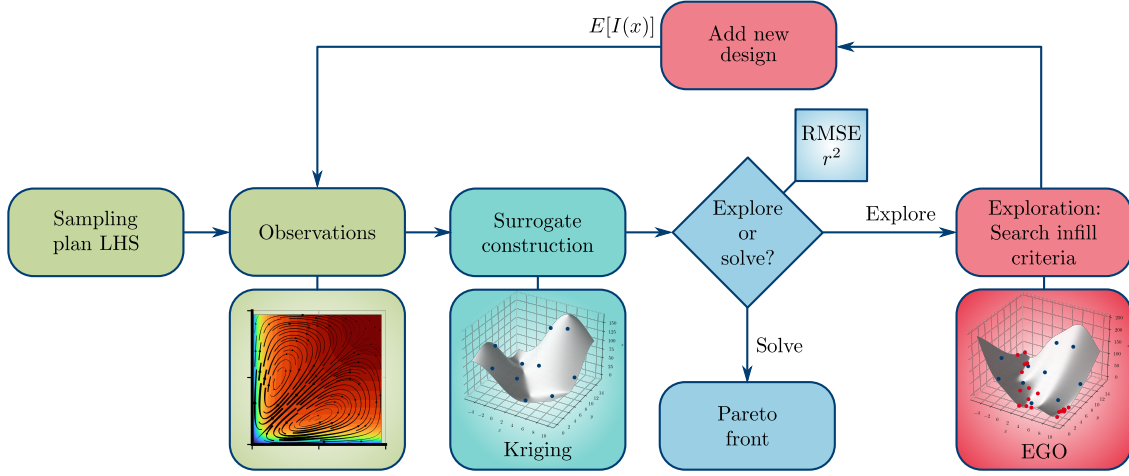 E[I(x)]
Add new
design
RMSE
r²
Sampling
plan LHS
Observations
Surrogate
construction
Explore
or
solve?
Explore
Exploration:
Search infill
criteria
Solve
Kriging
Pareto
front
EGO